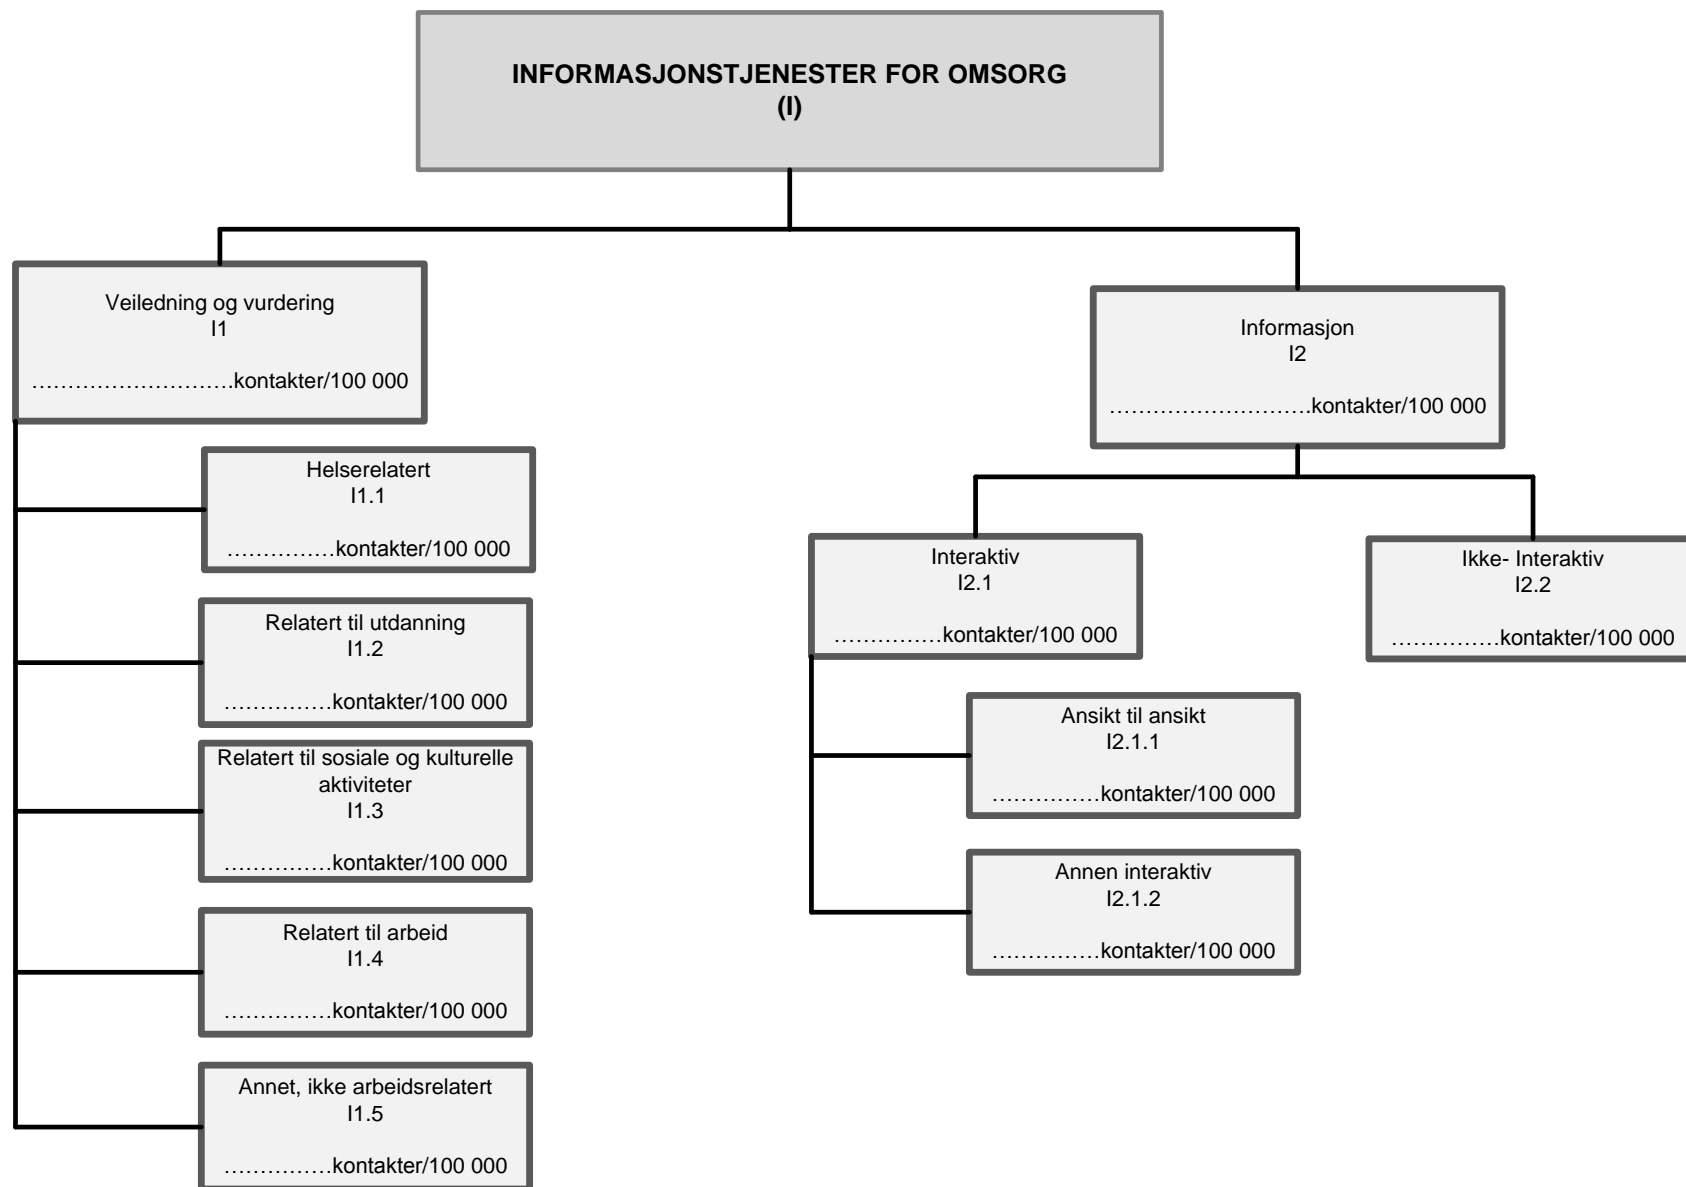 INFORMASJONSTJENESTER FOR OMSORG
(I)
Veiledning og vurdering
I1
……………………….kontakter/100 000
Helserelatert
I1.1
……………kontakter/100 000
Relatert til utdanning
I1.2
……………kontakter/100 000
Relatert til sosiale og kulturelle
aktiviteter
I1.3
……………kontakter/100 000
Relatert til arbeid
I1.4
……………kontakter/100 000
Annet, ikke arbeidsrelatert
I1.5
……………kontakter/100 000
Informasjon
I2
……………………….kontakter/100 000
Interaktiv
I2.1
……………kontakter/100 000
Ansikt til ansikt
I2.1.1
……………kontakter/100 000
Annen interaktiv
I2.1.2
……………kontakter/100 000
Ikke- Interaktiv
I2.2
……………kontakter/100 000